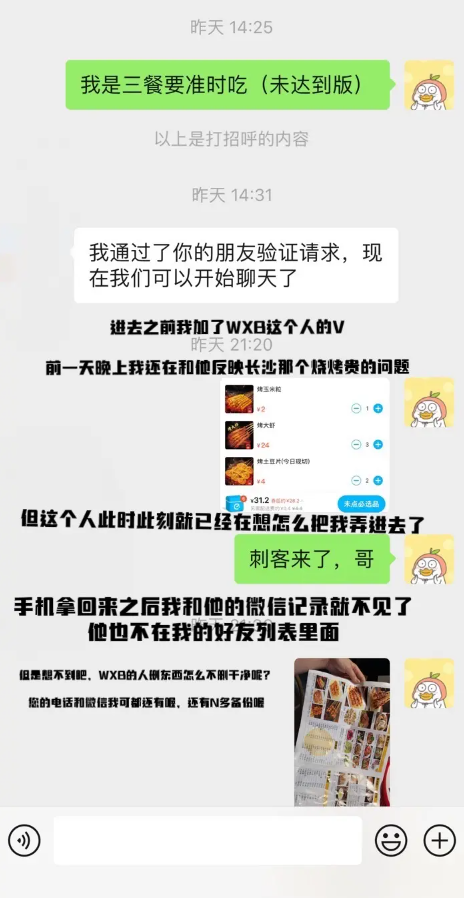 昨天 14:25
我是三餐要准时吃（未达到版）
以上是打招呼的内容
昨天 14:31
我通过了你的朋友验证请求，现
在我们可以开始聊天了
进去之前我加了WXB这个人的V
昨天 21:20
前一天晚上我还在和他反映长沙那个烧烤贵的问题
烤玉米粒
¥2
1
烤大虾
¥24
3
烤土豆片(今日现切)
¥4
2
¥31.2
未点必选品
但这个人此时此刻就已经在想怎么把我弄进去了
刺客来了，哥
手机拿回来之后我和他的微信记录就不见了
他也不在我的好友列表里面
但是想不到吧，WXB的人删东西怎么不删干净呢？
您的电话和微信我可都还有喔，还有N多备份喔